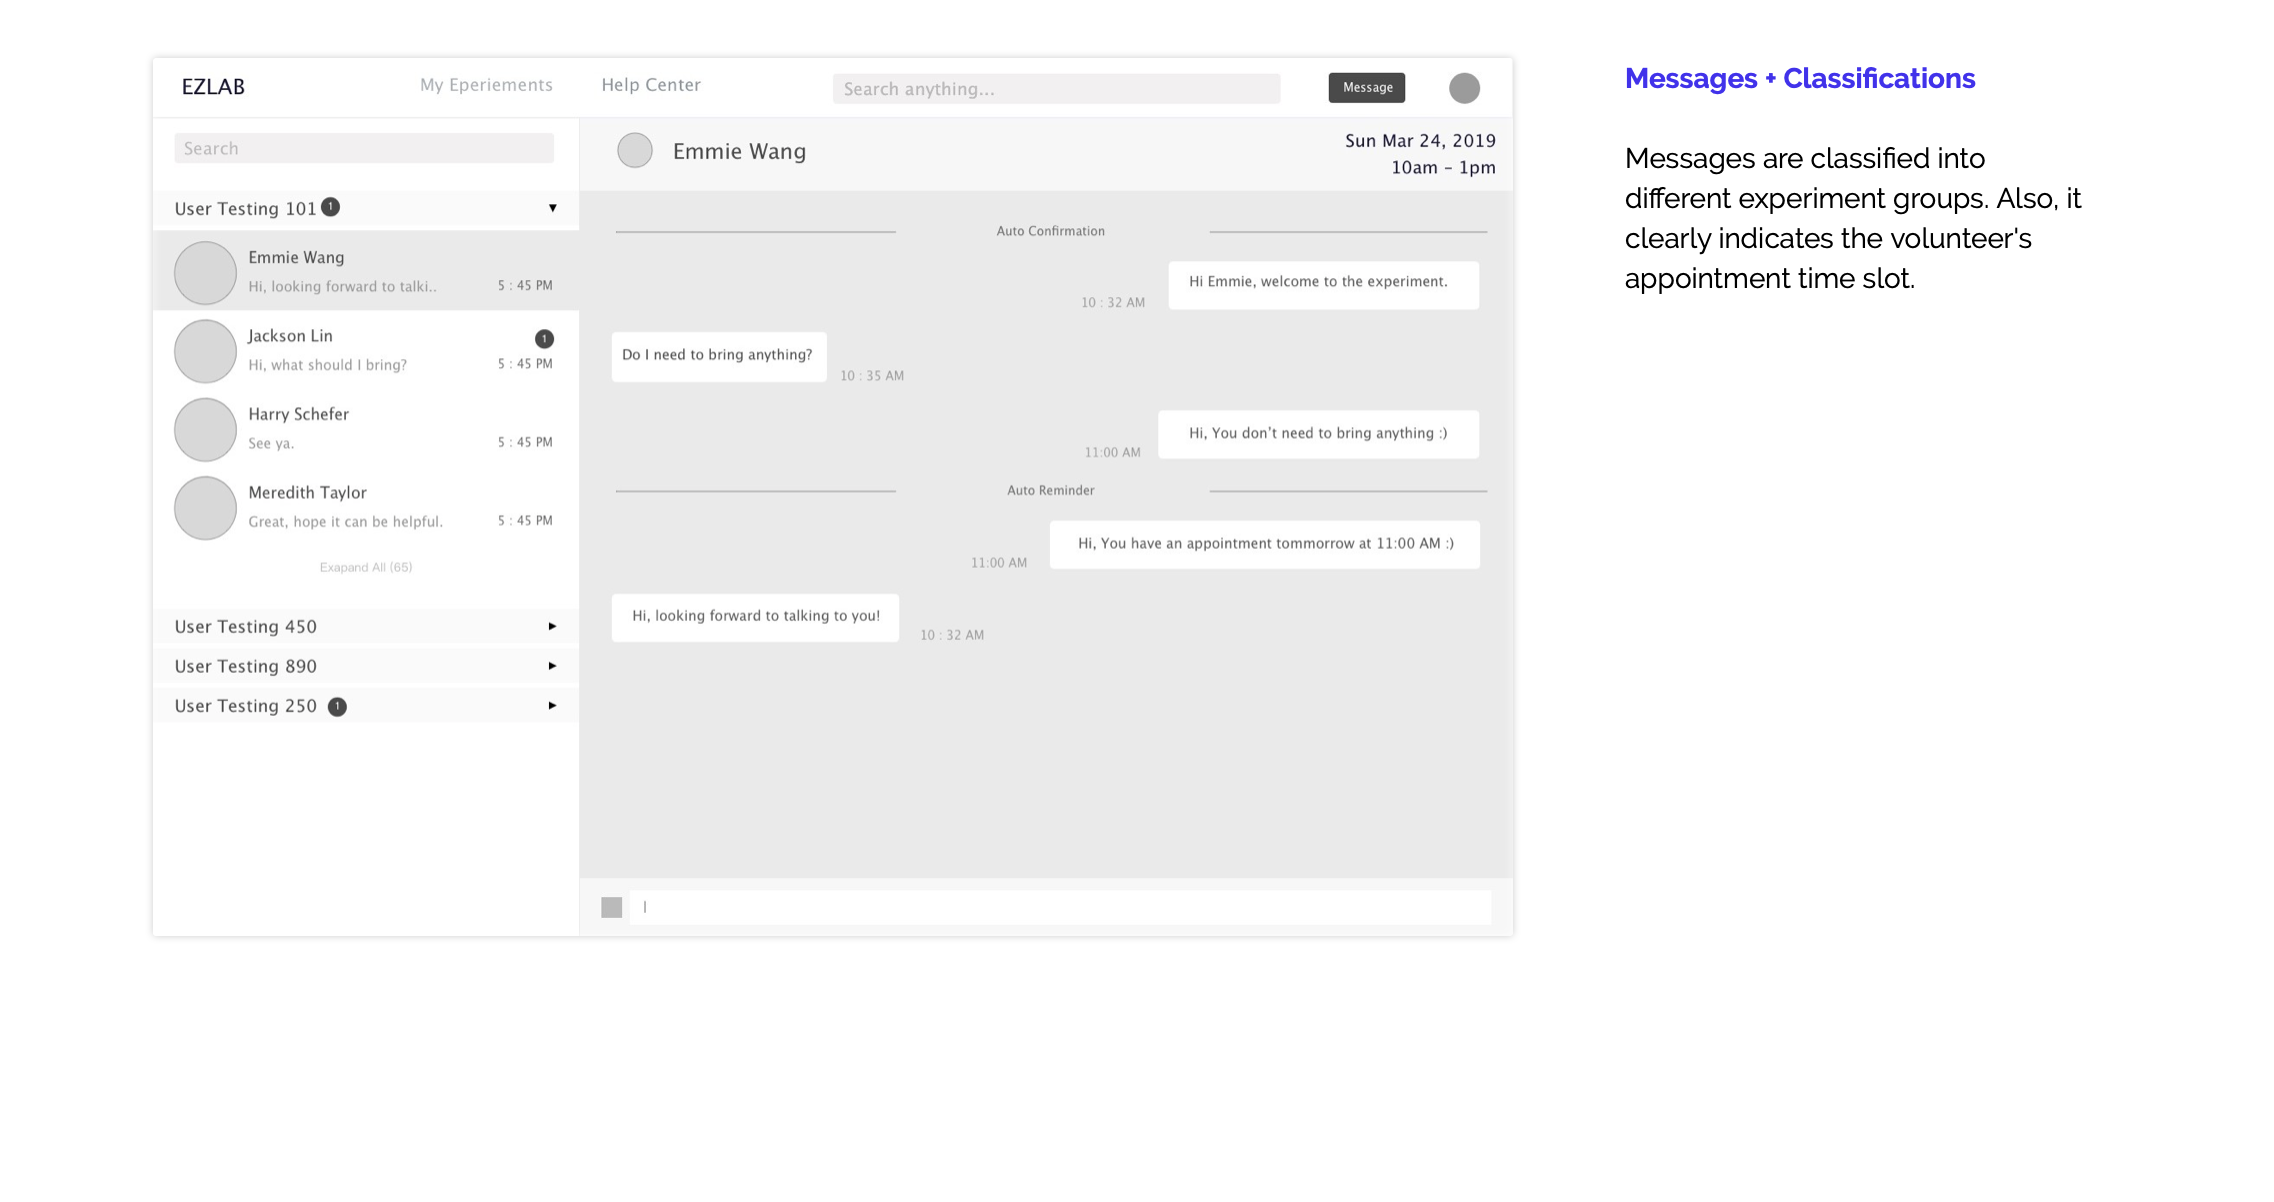 EZLAB
My Eperiements
Help Center
Search anything...
Message
Search
User Testing 101 1 ▼
Emmie Wang
Hi, looking forward to talki..
5 : 45 PM
Jackson Lin
1
Hi, what should I bring?
5 : 45 PM
Harry Schefer
See ya.
5 : 45 PM
Meredith Taylor
Great, hope it can be helpful.
5 : 45 PM
Exapand All (65)
User Testing 450 ►
User Testing 890 ►
User Testing 250 1 ►
Emmie Wang
Sun Mar 24, 2019
10am – 1pm
Auto Confirmation
Hi Emmie, welcome to the experiment.
10 : 32 AM
Do I need to bring anything?
10 : 35 AM
Hi, You don't need to bring anything :)
11:00 AM
Auto Reminder
Hi, You have an appointment tommorrow at 11:00 AM :)
11:00 AM
Hi, looking forward to talking to you!
10 : 32 AM
Messages + Classifications
Messages are classified into
different experiment groups. Also, it
clearly indicates the volunteer's
appointment time slot.